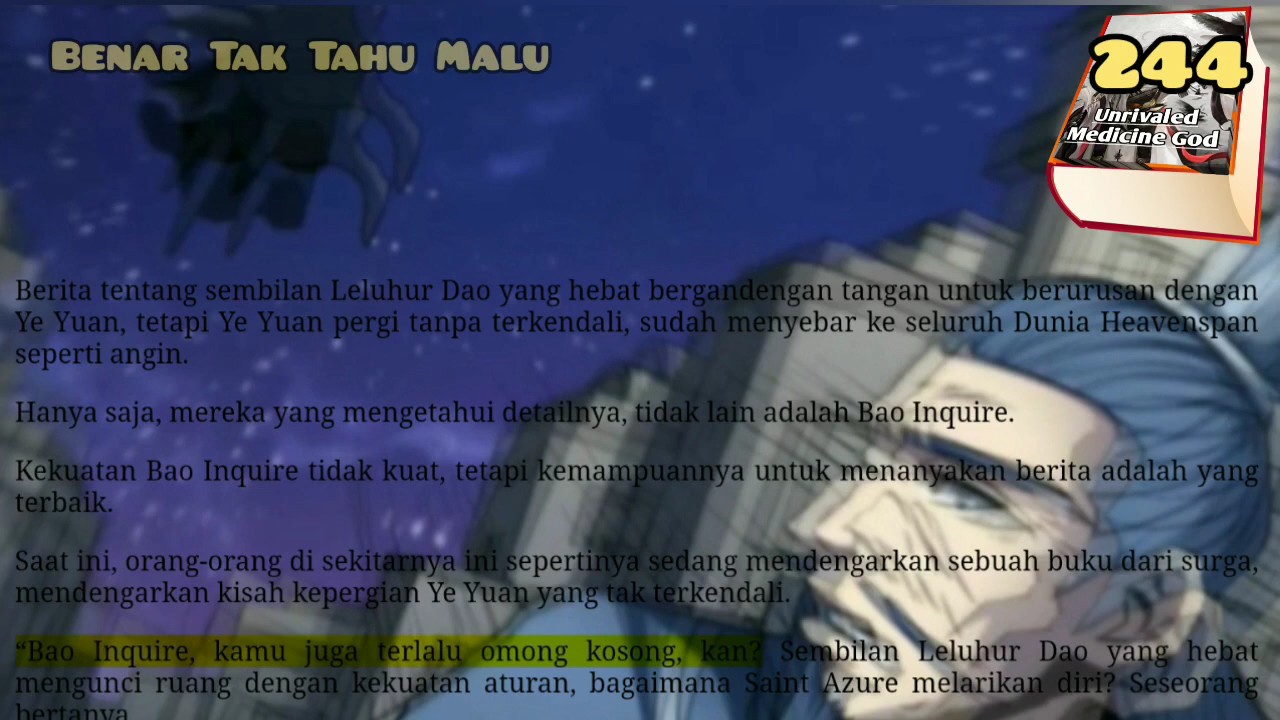 Benar Tak Tahu Malu
244
Unrivaled
Medicine God
Berita tentang sembilan Leluhur Dao yang hebat bergandengan tangan untuk berurusan dengan
Ye Yuan, tetapi Ye Yuan pergi tanpa terkendali, sudah menyebar ke seluruh Dunia Heavenspan
seperti angin.
Hanya saja, mereka yang mengetahui detailnya, tidak lain adalah Bao Inquire.
Kekuatan Bao Inquire tidak kuat, tetapi kemampuannya untuk menanyakan berita adalah yang
terbaik.
Saat ini, orang-orang di sekitarnya ini sepertinya sedang mendengarkan sebuah buku dari surga,
mendengarkan kisah kepergian Ye Yuan yang tak terkendali.
“Bao Inquire, kamu juga terlalu omong kosong, kan? Sembilan Leluhur Dao yang hebat
mengunci ruang dengan kekuatan aturan, bagaimana Saint Azure melarikan diri? Seseorang
bertanya